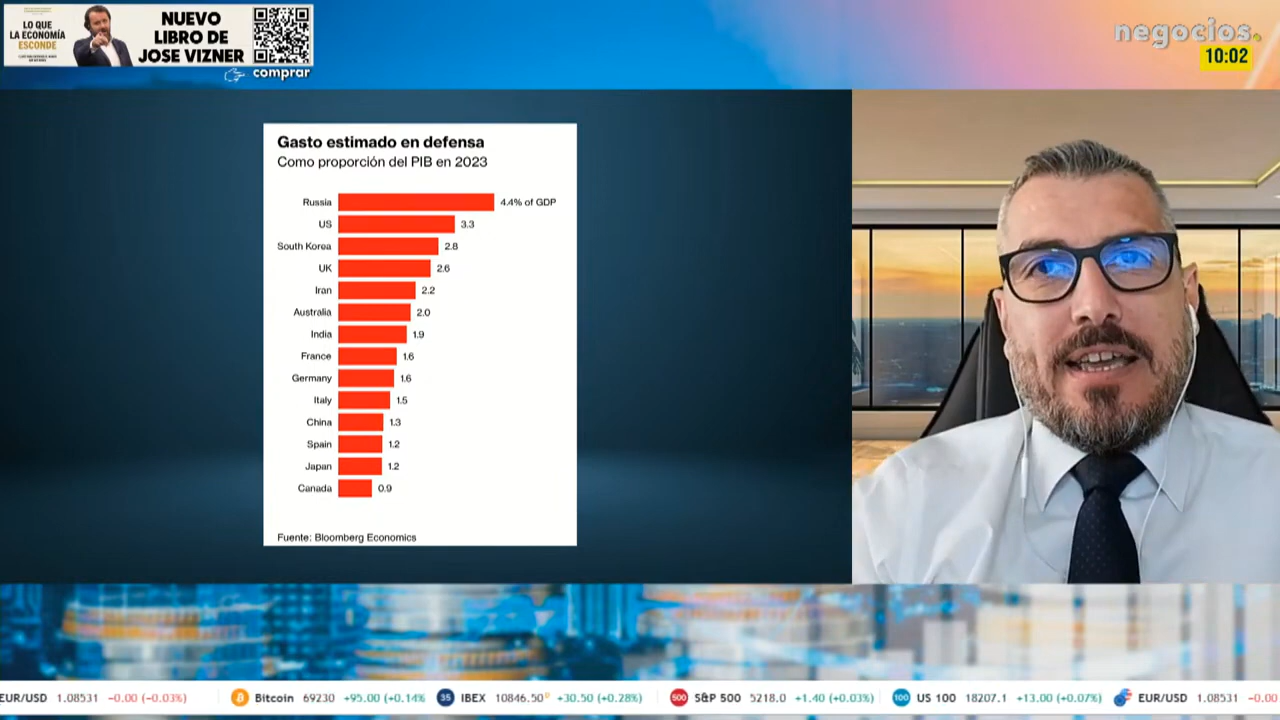 LO QUE
LA ECONOMÍA
ESCONDE
NUEVO
LIBRO DE
JOSE VIZNER
comprar
negocios.
10:02
Gasto estimado en defensa
Como proporción del PIB en 2023
Russia 4.4% of GDP
US 3.3
South Korea 2.8
UK 2.6
Iran 2.2
Australia 2.0
India 1.9
France 1.6
Germany 1.6
Italy 1.5
China 1.3
Spain 1.2
Japan 1.2
Canada 0.9
Fuente: Bloomberg Economics
EUR/USD 1.08531 −0.00 (−0.03%) Bitcoin 69230 +95.00 (+0.14% 35 IBEX 10846.50 +30.50 (+0.28%) 500 S&P 500 5218.0 +1.40 (+0.03%) 100 US 100 18207.1 +13.00 (+0.07%) EUR/USD 1.08531 −0.00